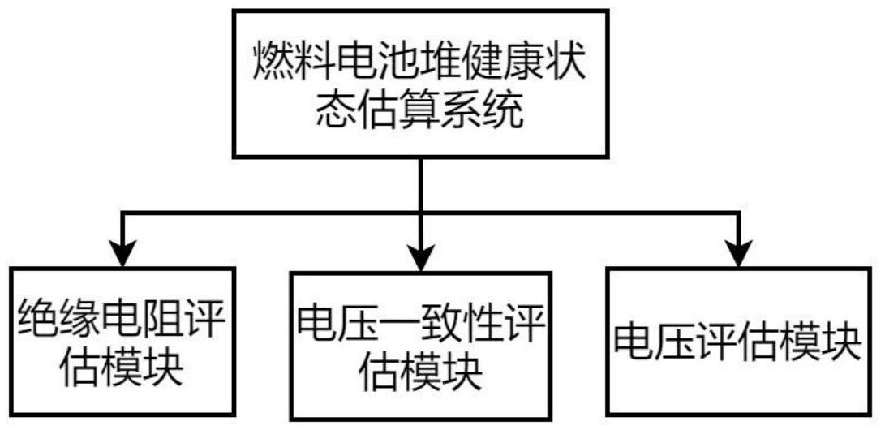 燃料电池堆健康状
态估算系统
绝缘电阻评
估模块
电压一致性评
估模块
电压评估模块